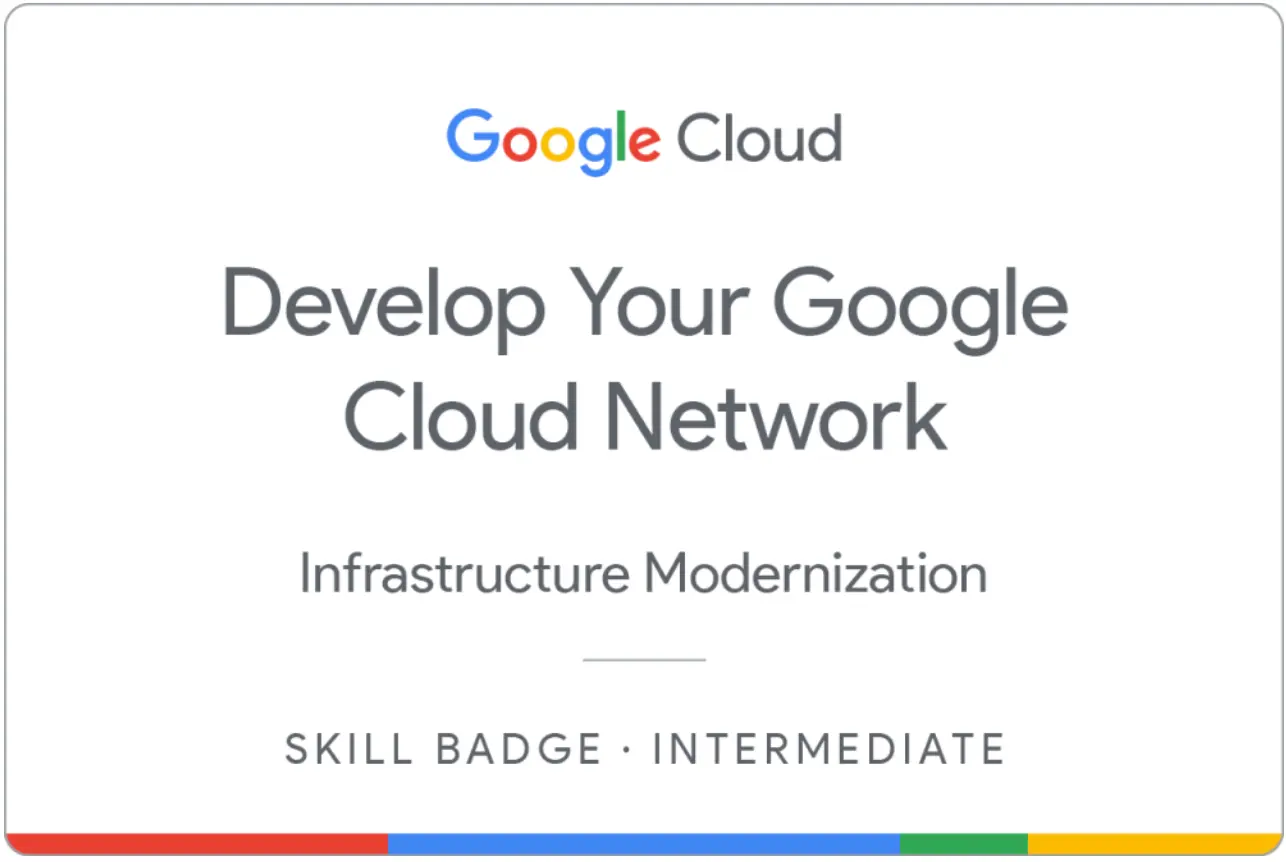 Google Cloud
Develop Your Google
Cloud Network
Infrastructure Modernization
SKILL BADGE · INTERMEDIATE